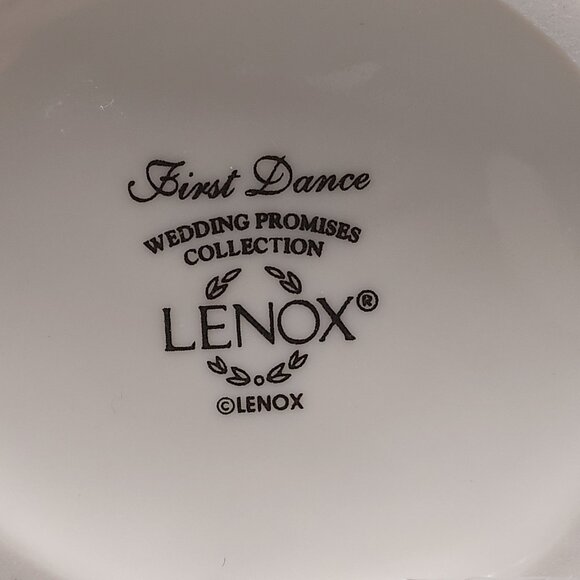 First Dance
WEDDING PROMISES
COLLECTION
LENOX®
©LENOX